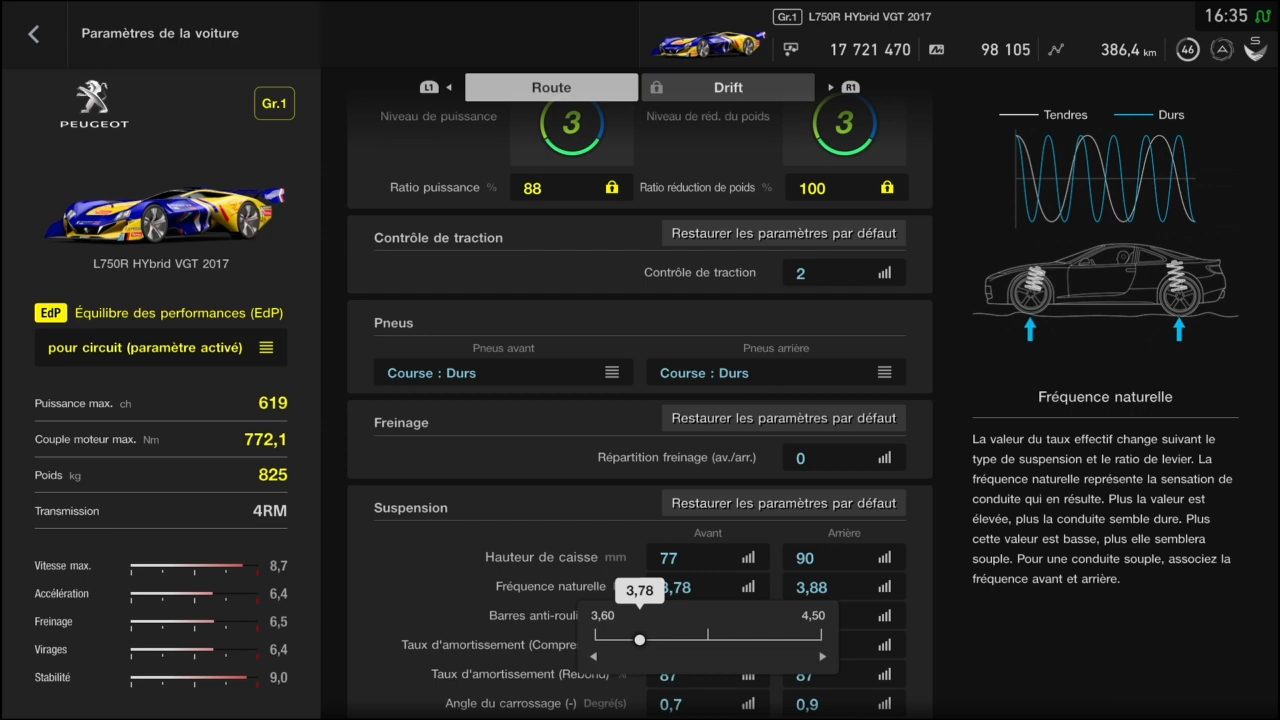 Paramètres de la voiture
Gr.1 L750R HYbrid VGT 2017
17 721 470
98 105
386,4 km
46
16:35
S
PEUGEOT
Gr.1
L750R HYbrid VGT 2017
EdP Équilibre des performances (EdP)
pour circuit (paramètre activé)
Puissance max. ch 619
Couple moteur max. Nm 772,1
Poids kg 825
Transmission 4RM
Vitesse max. 8,7
Accélération 6,4
Freinage 6,5
Virages 6,4
Stabilité 9,0
L1 Route Drift R1
Niveau de puissance 3 Niveau de réd. du poids 3
Ratio puissance % 88 Ratio réduction de poids % 100
Contrôle de traction Restaurer les paramètres par défaut
Contrôle de traction 2
Pneus
Pneus avant Pneus arrière
Course : Durs Course : Durs
Freinage Restaurer les paramètres par défaut
Répartition freinage (av./arr.) 0
Suspension Restaurer les paramètres par défaut
Avant Arrière
Hauteur de caisse mm 77 90
Fréquence naturelle 3,78 3,88
3,78
Barres anti-rouli
3,60 4,50
Taux d'amortissement (Compre
Taux d'amortissement (Rebond) % 87 87
Angle du carrossage (-) Degré(s) 0,7 0,9
Tendres Durs
Fréquence naturelle
La valeur du taux effectif change suivant le
type de suspension et le ratio de levier. La
fréquence naturelle représente la sensation de
conduite qui en résulte. Plus la valeur est
élevée, plus la conduite semble dure. Plus
cette valeur est basse, plus elle semblera
souple. Pour une conduite souple, associez la
fréquence avant et arrière.